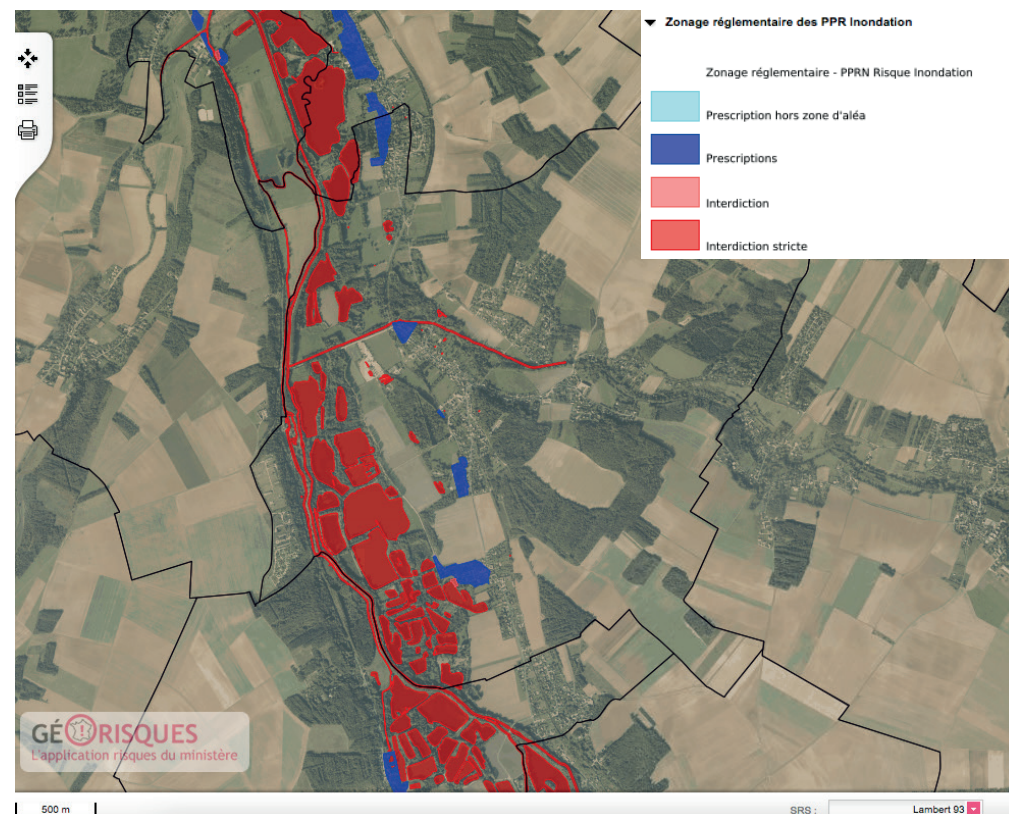 Zonage réglementaire des PPR Inondation
Zonage réglementaire - PPRN Risque Inondation
Prescription hors zone d'aléa
Prescriptions
Interdiction
Interdiction stricte
GÉORISQUES
L'application risques du ministère
500 m
SRS :
Lambert 93